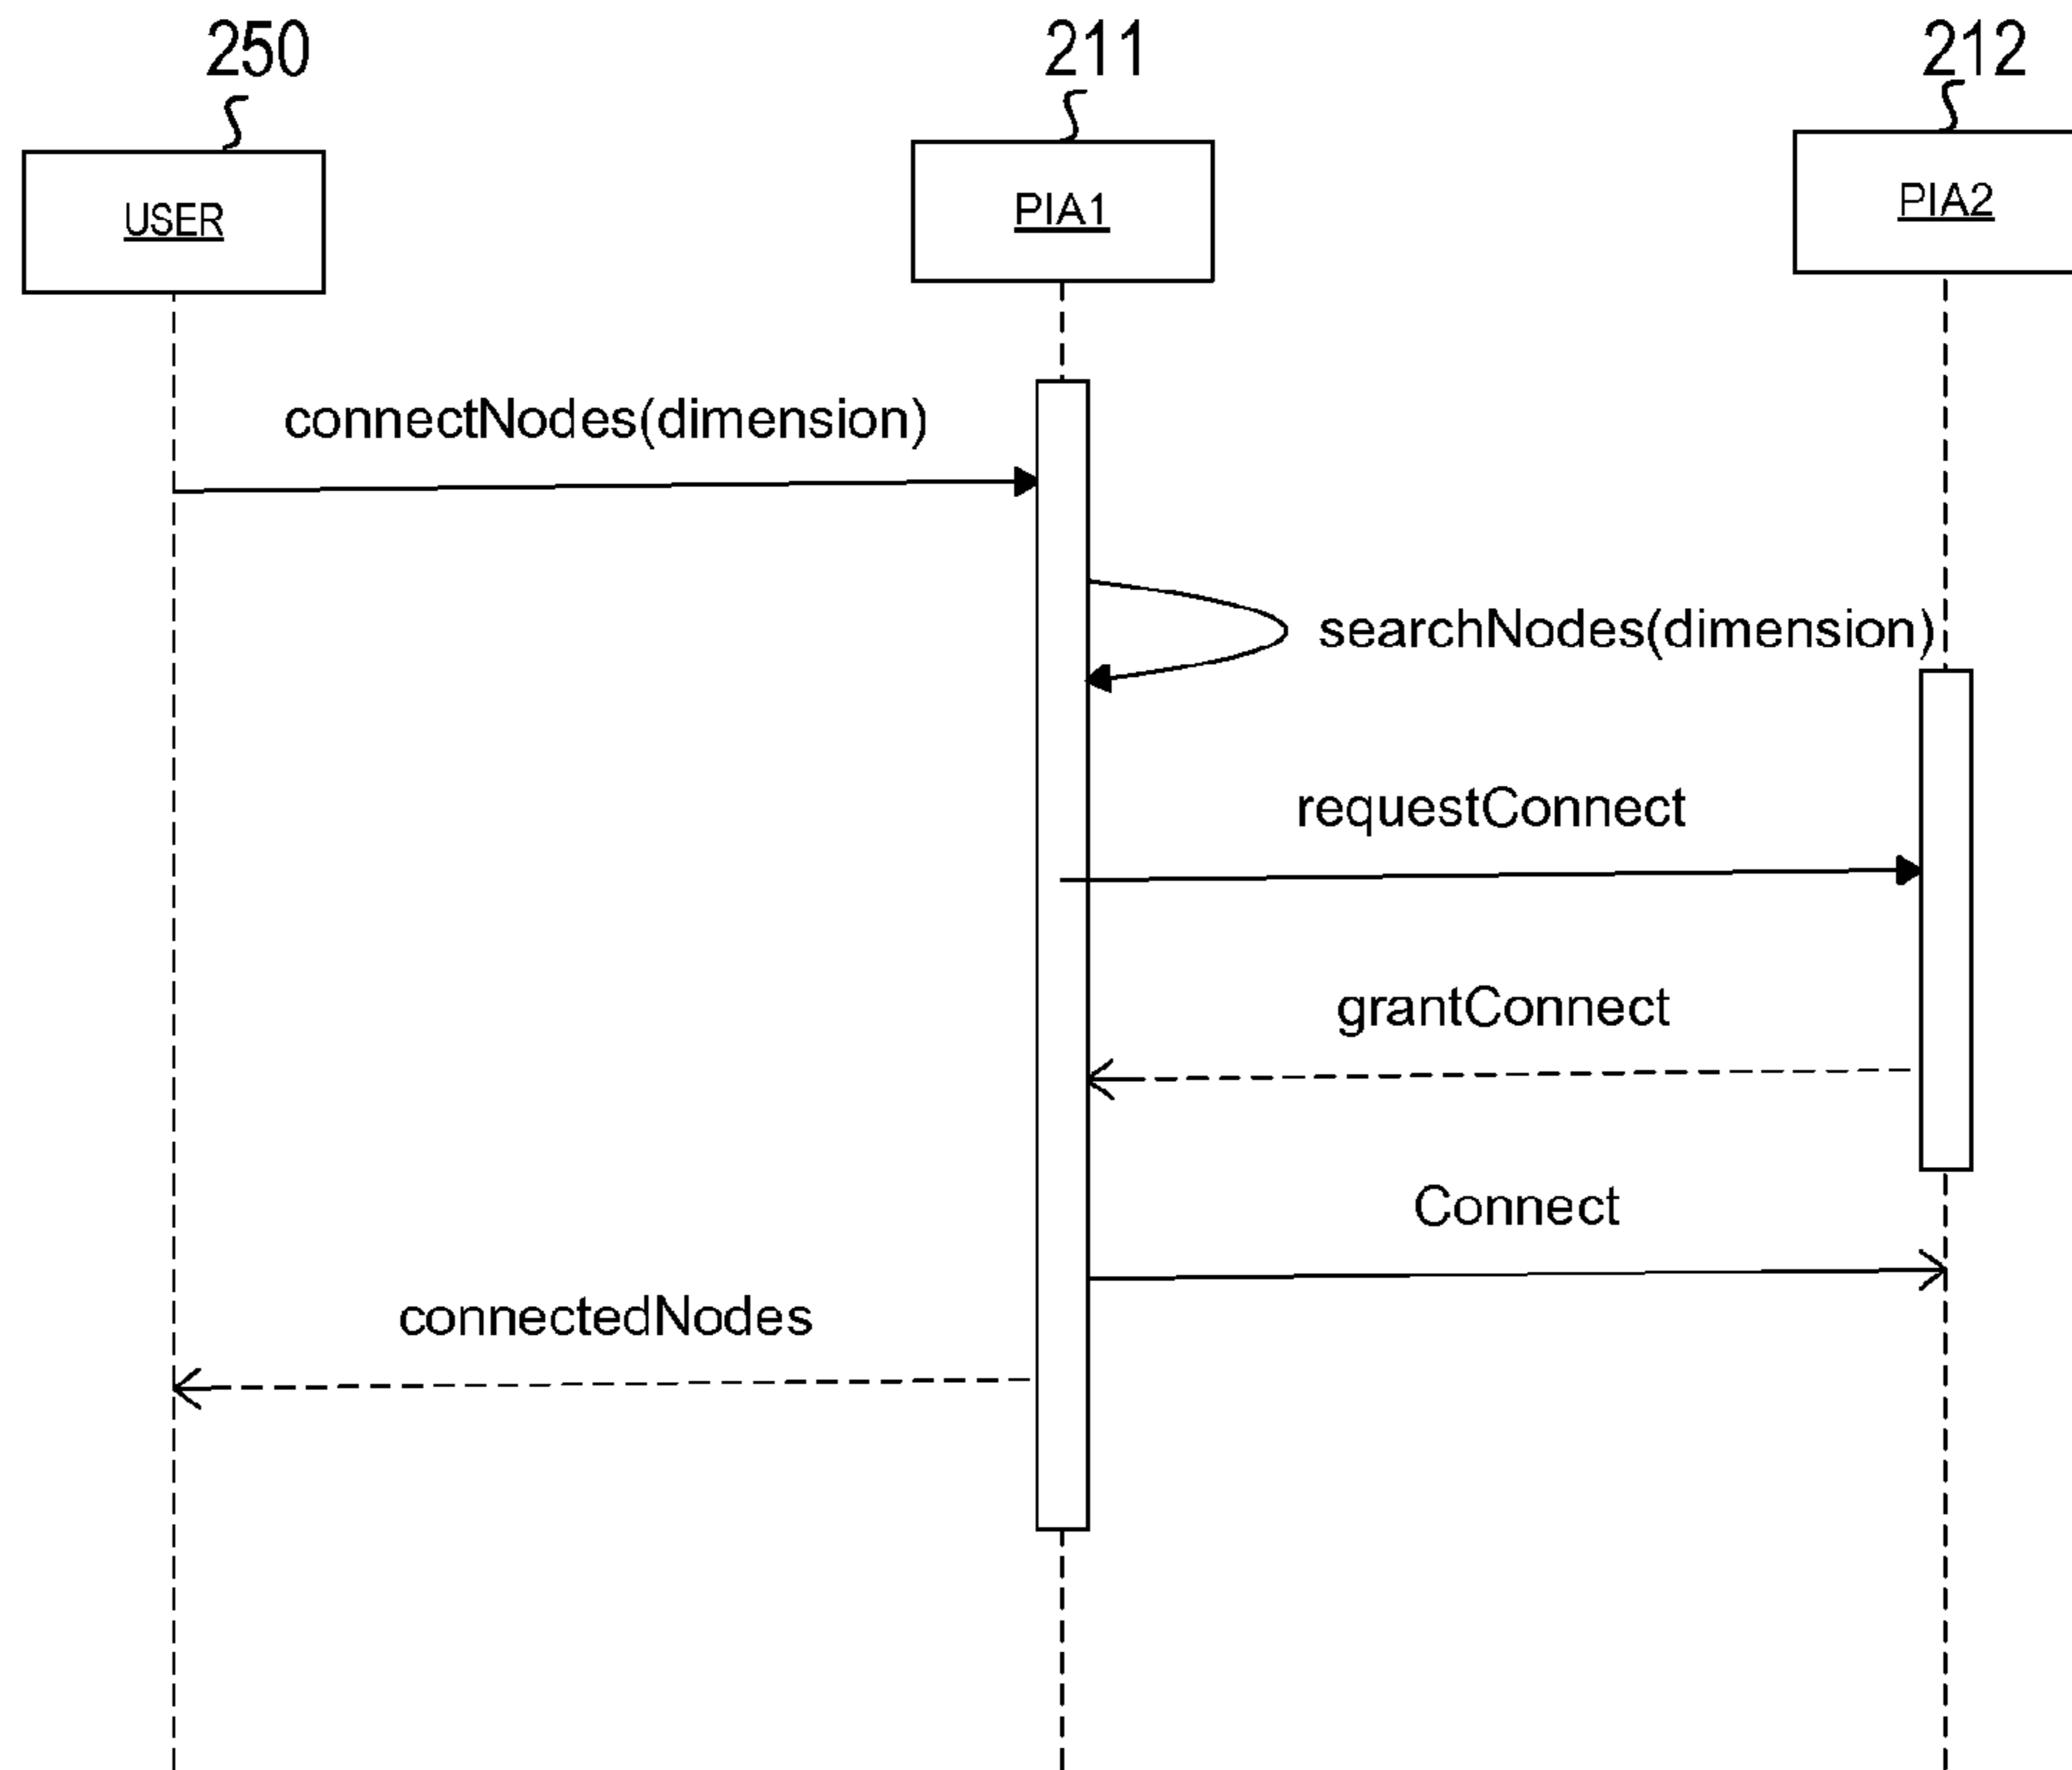 250
211
212
USER
PIA1
PIA2
connectNodes(dimension)
searchNodes(dimension)
requestConnect
grantConnect
Connect
connectedNodes